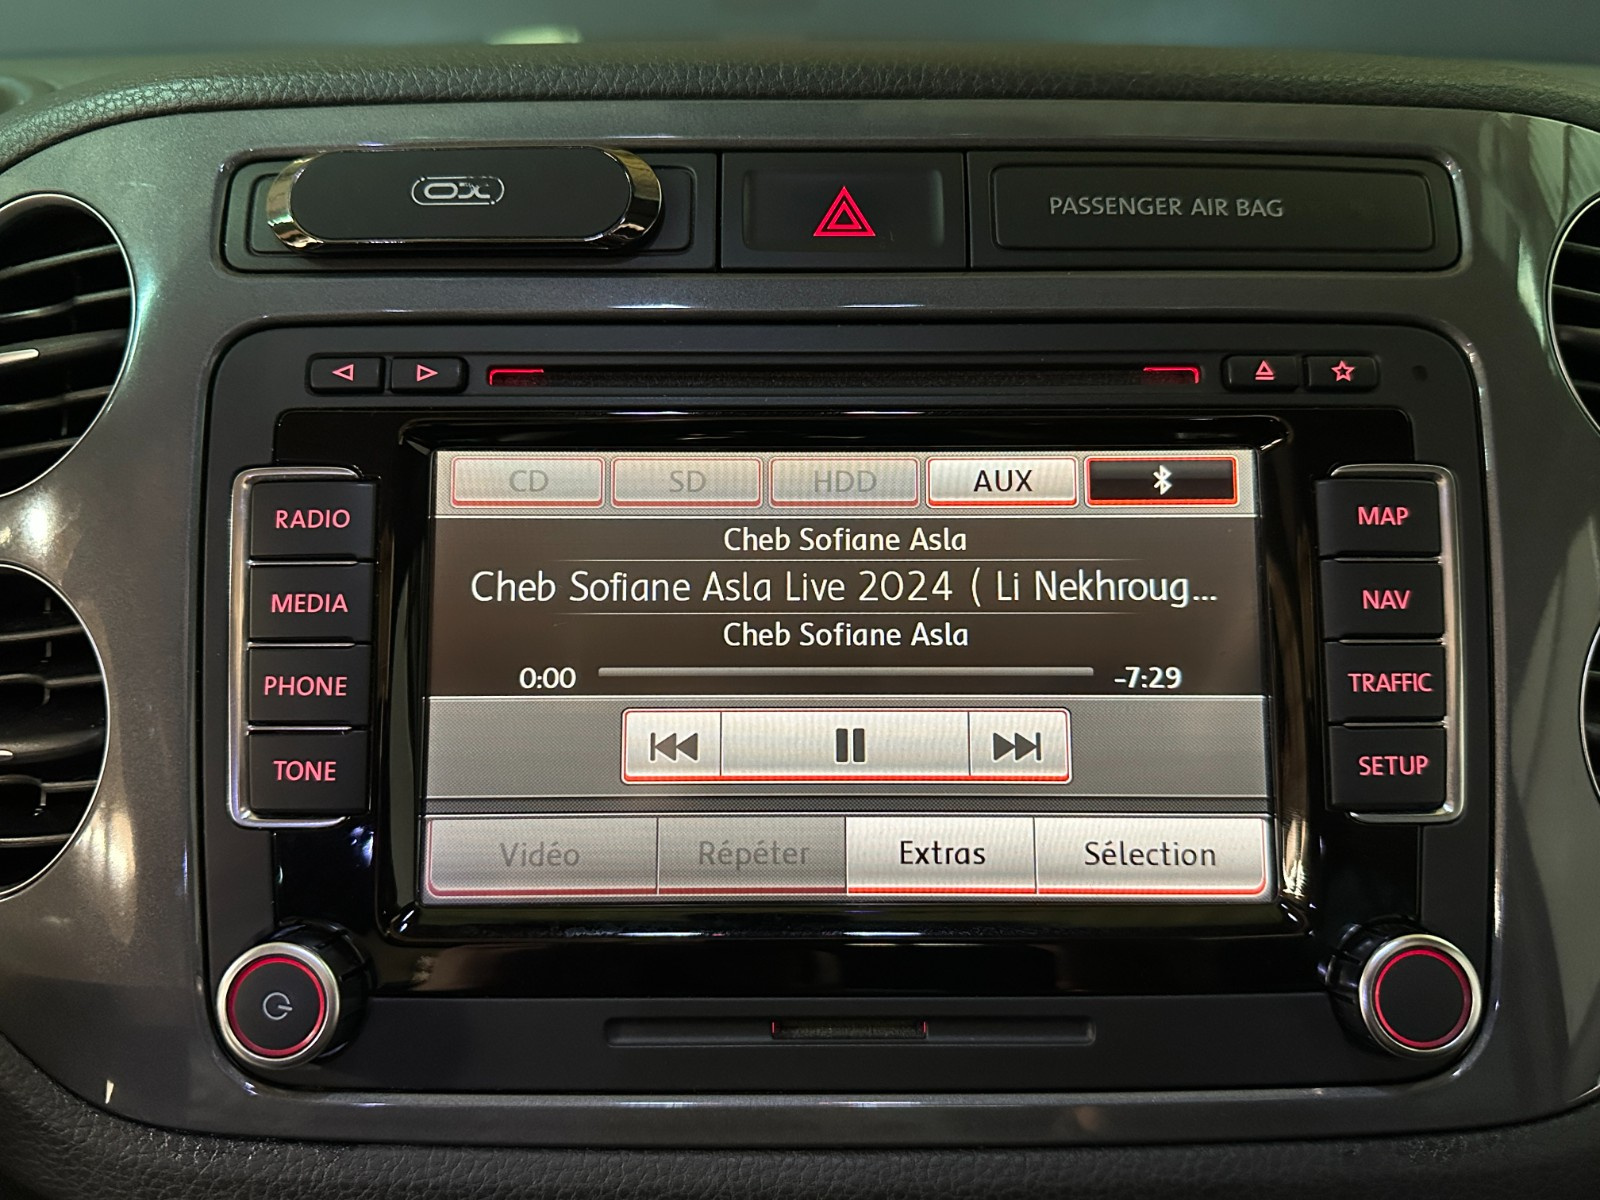 OX
PASSENGER AIR BAG
CD SD HDD AUX
Cheb Sofiane Asla
Cheb Sofiane Asla Live 2024 ( Li Nekhroug...
Cheb Sofiane Asla
0:00 -7:29
Vidéo Répéter Extras Sélection
RADIO
MEDIA
PHONE
TONE
MAP
NAV
TRAFFIC
SETUP